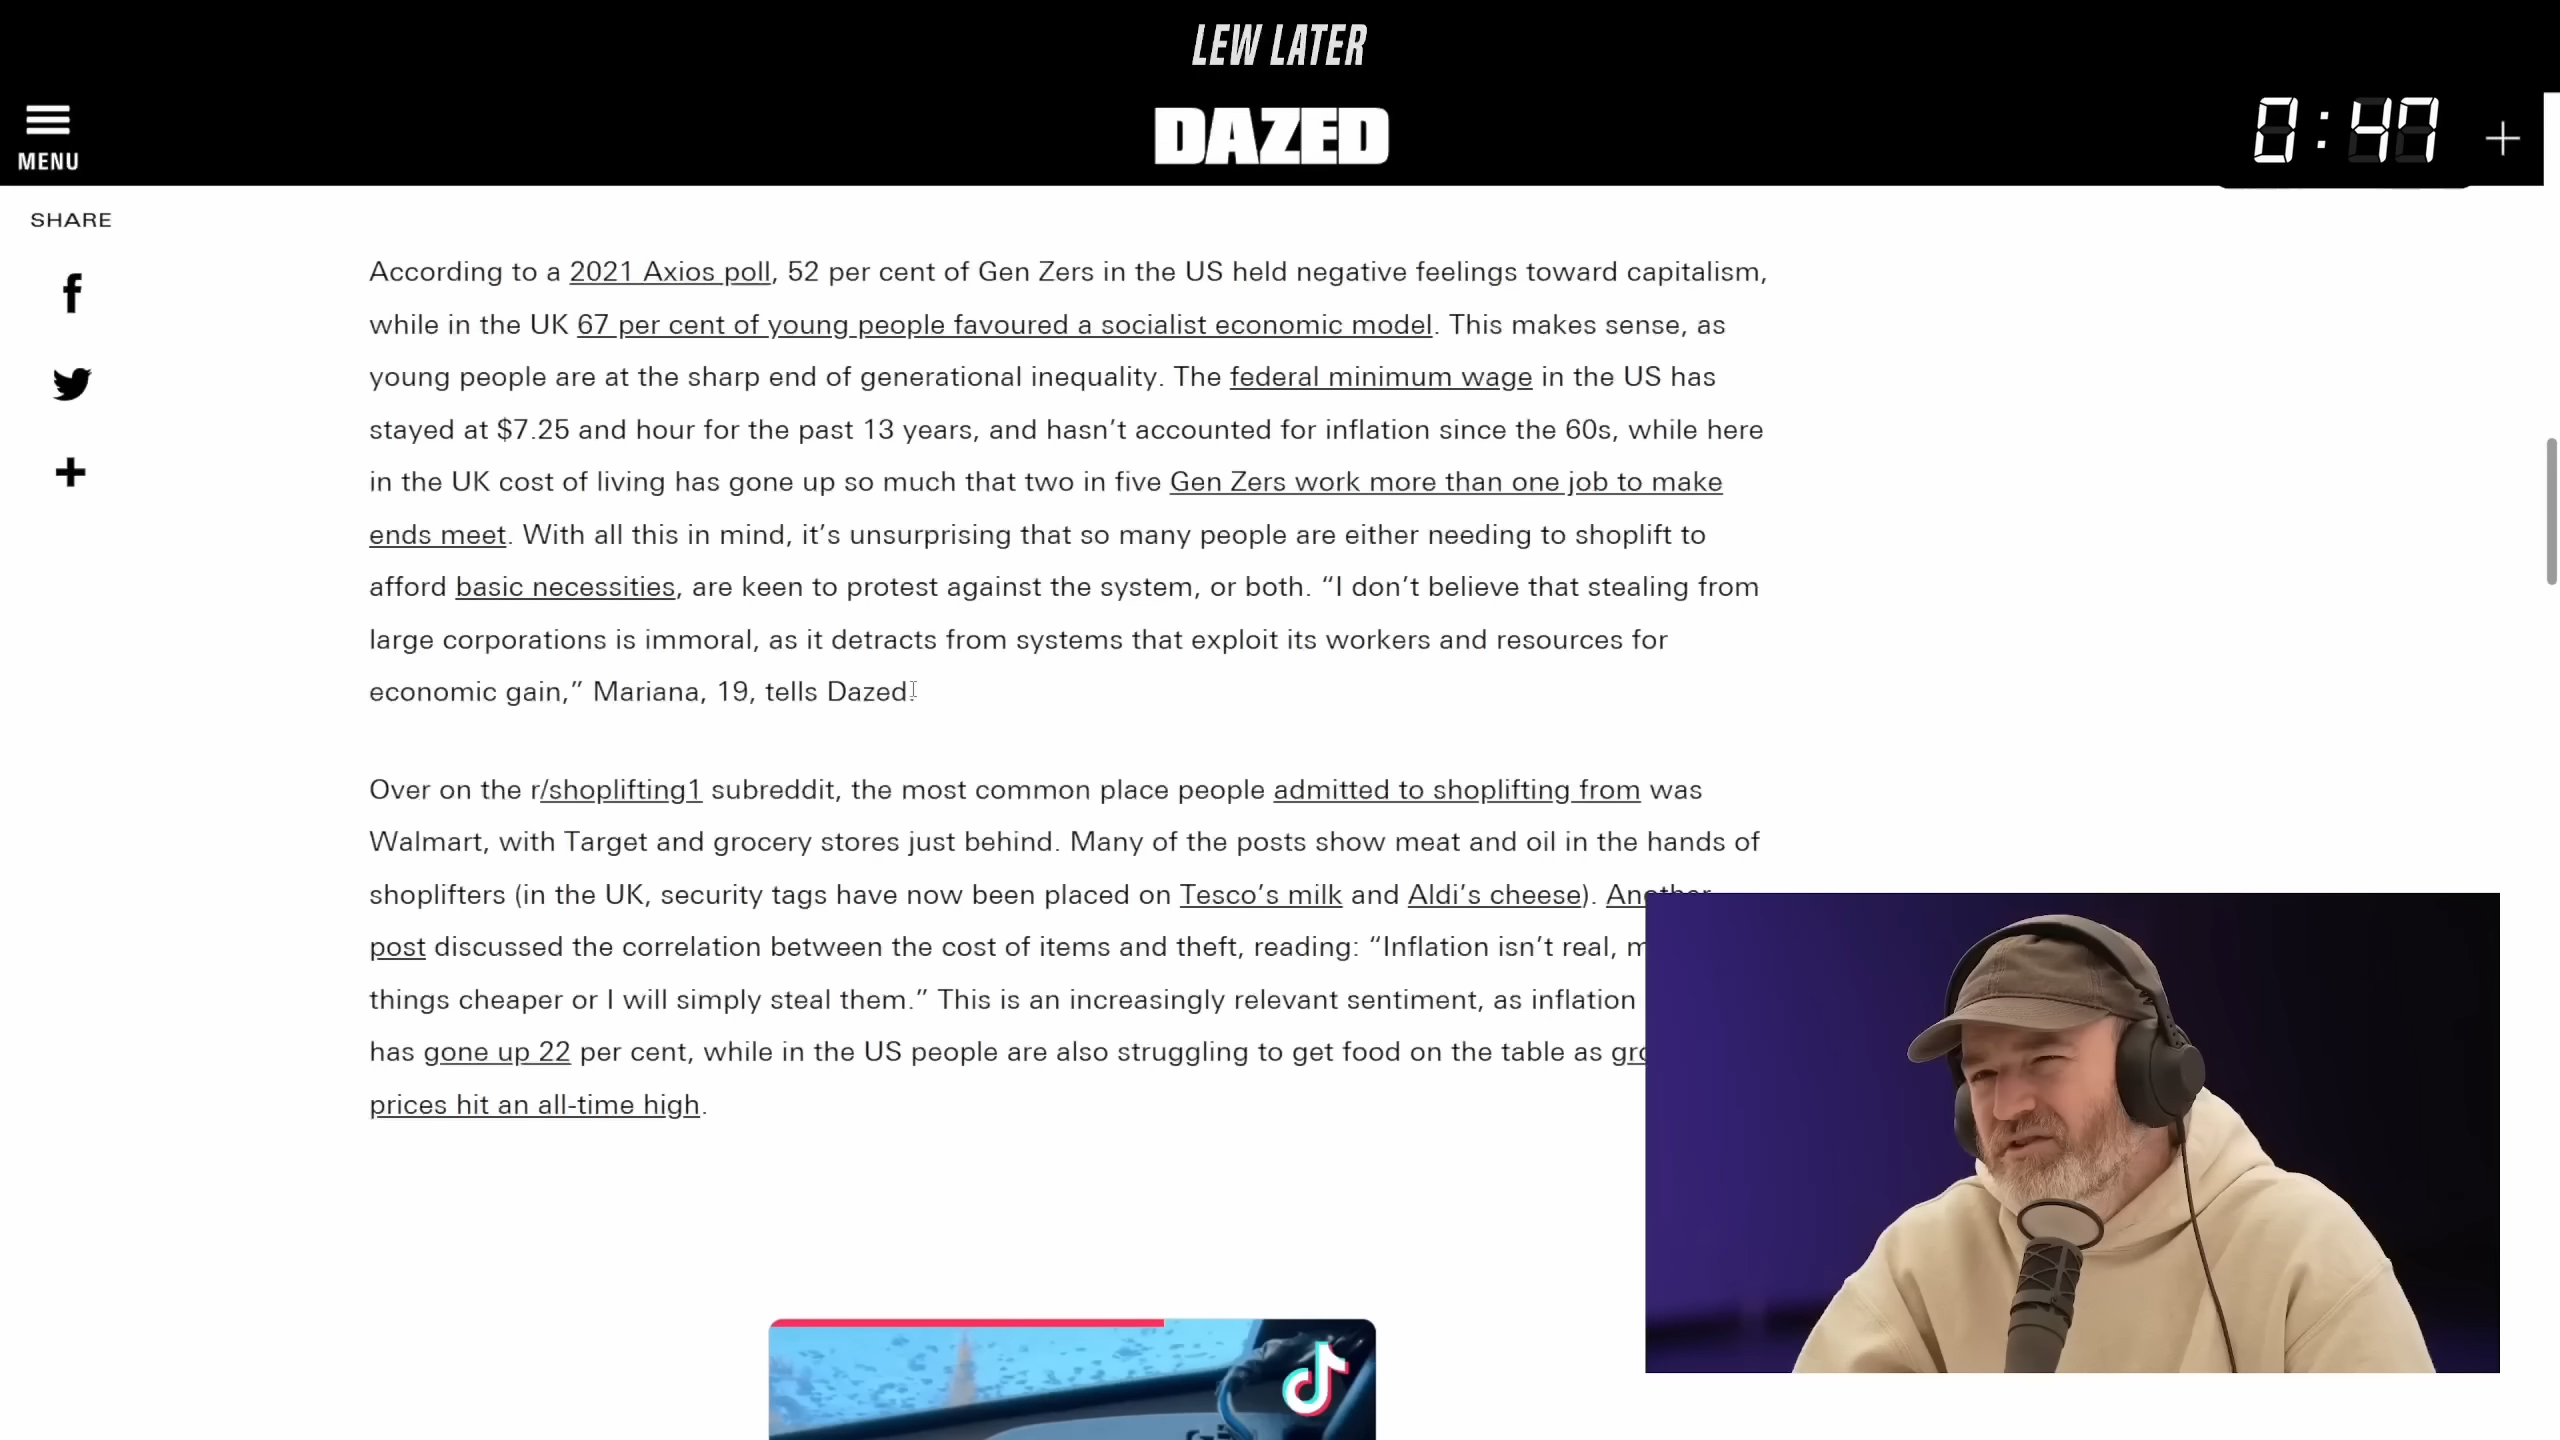 LEW LATER
DAZED
0:47
MENU
SHARE
According to a 2021 Axios poll, 52 per cent of Gen Zers in the US held negative feelings toward capitalism,
while in the UK 67 per cent of young people favoured a socialist economic model. This makes sense, as
young people are at the sharp end of generational inequality. The federal minimum wage in the US has
stayed at $7.25 and hour for the past 13 years, and hasn’t accounted for inflation since the 60s, while here
in the UK cost of living has gone up so much that two in five Gen Zers work more than one job to make
ends meet. With all this in mind, it’s unsurprising that so many people are either needing to shoplift to
afford basic necessities, are keen to protest against the system, or both. “I don’t believe that stealing from
large corporations is immoral, as it detracts from systems that exploit its workers and resources for
economic gain,” Mariana, 19, tells Dazed.
Over on the r/shoplifting1 subreddit, the most common place people admitted to shoplifting from was
Walmart, with Target and grocery stores just behind. Many of the posts show meat and oil in the hands of
shoplifters (in the UK, security tags have now been placed on Tesco’s milk and Aldi’s cheese). Another
post discussed the correlation between the cost of items and theft, reading: “Inflation isn’t real,
things cheaper or I will simply steal them.” This is an increasingly relevant sentiment, as inflation
has gone up 22 per cent, while in the US people are also struggling to get food on the table as
prices hit an all-time high.